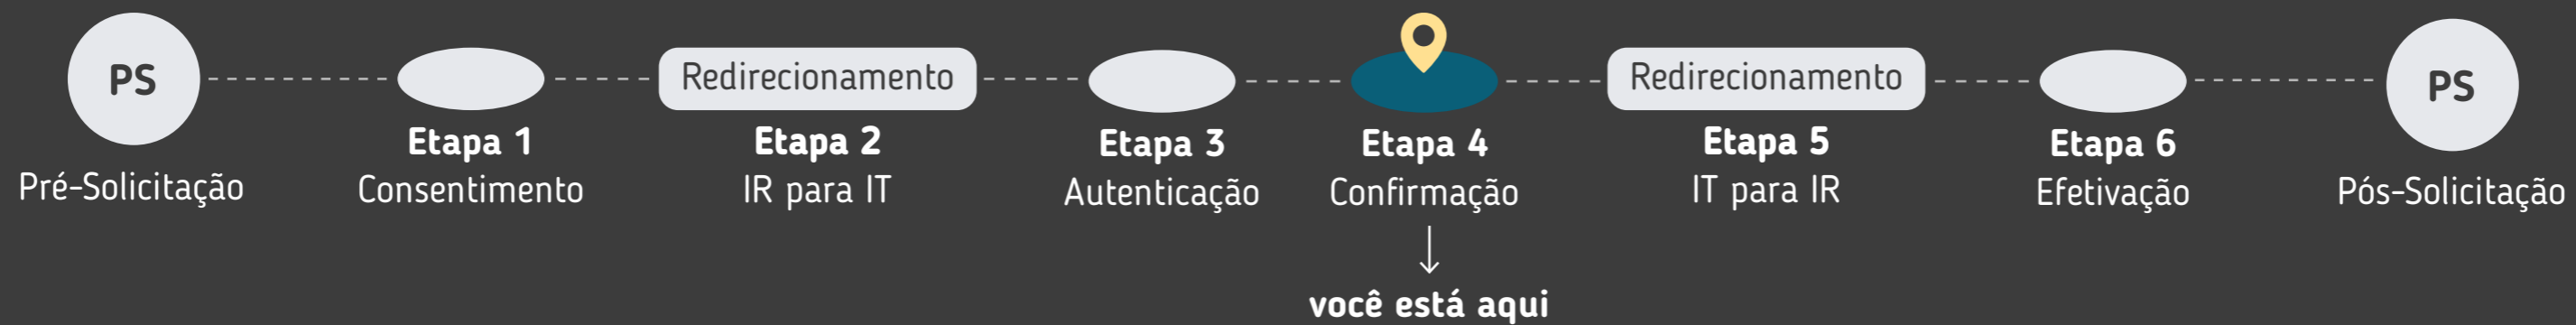 PS
Pré-Solicitação
Etapa 1
Consentimento
Redirecionamento
Etapa 2
IR para IT
Etapa 3
Autenticação
Etapa 4
Confirmação
você está aqui
Redirecionamento
Etapa 5
IT para IR
Etapa 6
Efetivação
PS
Pós-Solicitação